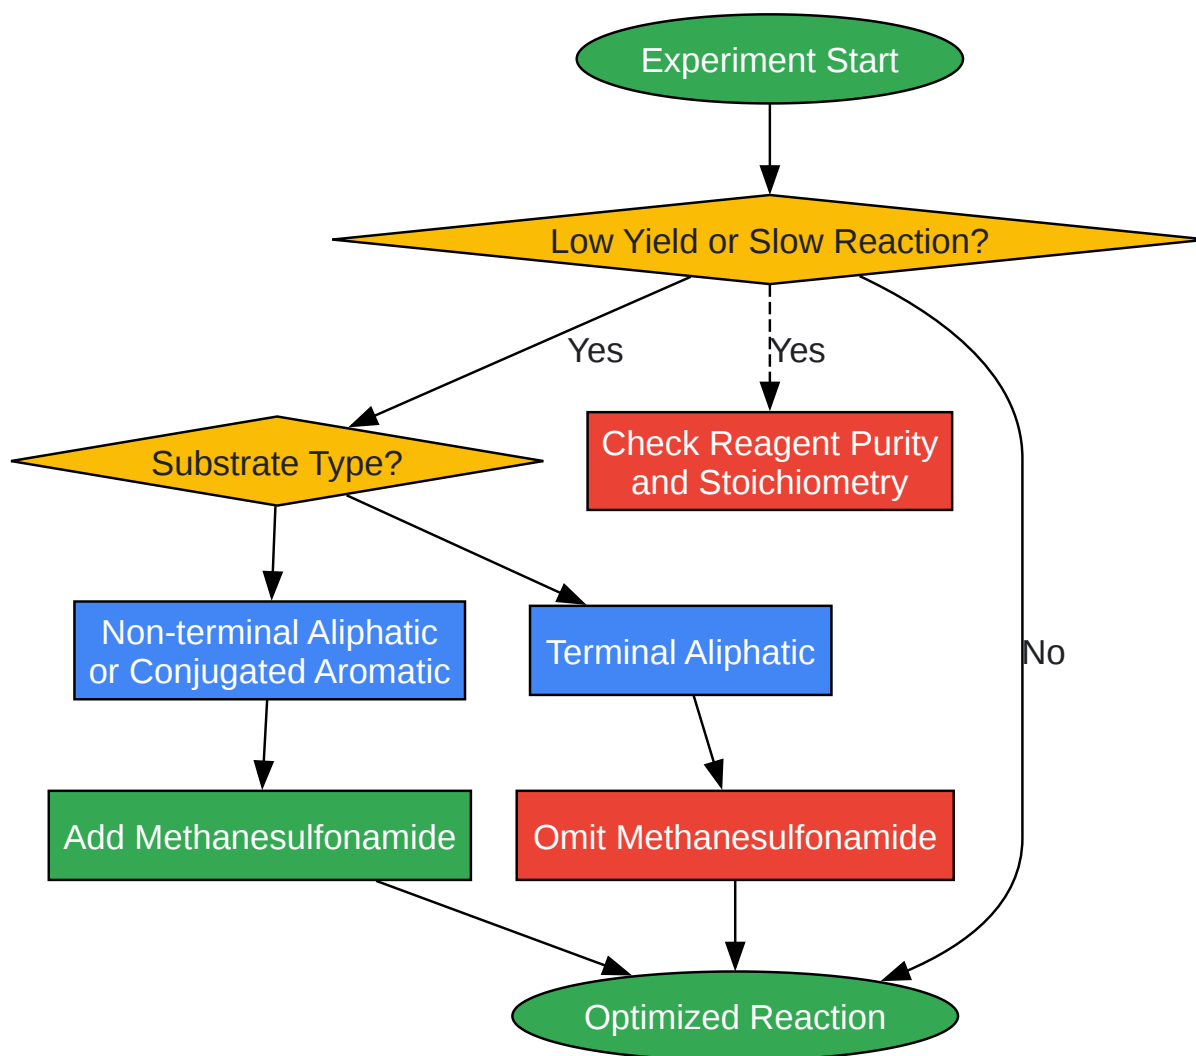 Experiment Start
Low Yield or Slow Reaction?
Yes
Yes
Substrate Type?
Check Reagent Purity
and Stoichiometry
Non-terminal Aliphatic
or Conjugated Aromatic
Terminal Aliphatic
No
Add Methanesulfonamide
Omit Methanesulfonamide
Optimized Reaction